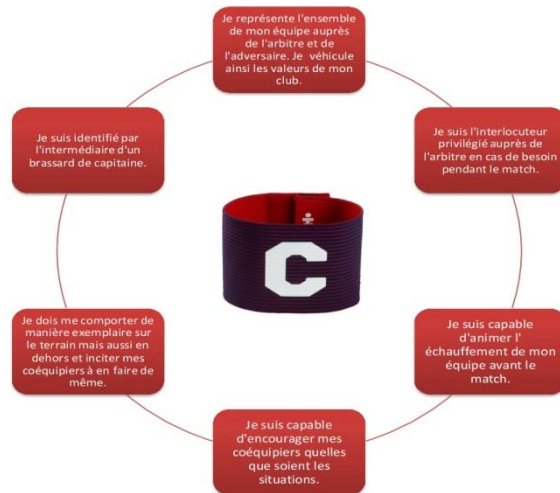 Je représente l'ensemble
de mon équipe auprès
de l'arbitre et de
l'adversaire. Je véhicule
ainsi les valeurs de mon
club.
Je suis l'interlocuteur
privilégié auprès de
l'arbitre en cas de besoin
pendant le match.
Je suis capable
d'animer l'
échauffement de mon
équipe avant le
match.
Je suis capable
d'encourager mes
coéquipiers quelles
que soient les
situations.
Je dois me comporter de
manière exemplaire sur
le terrain mais aussi en
dehors et inciter mes
coéquipiers à en faire de
même.
Je suis identifié par
l'intermédiaire d'un
brassard de capitaine.
C